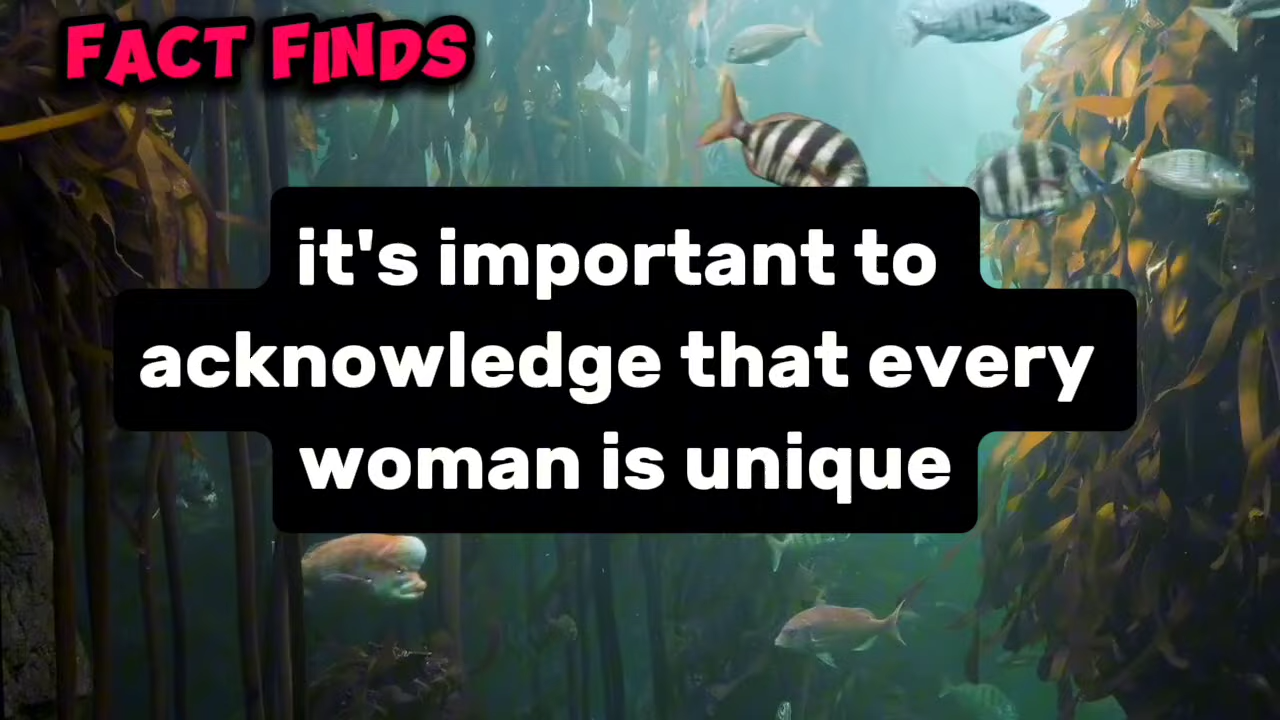 FACT FINDS
it's important to
acknowledge that every
woman is unique